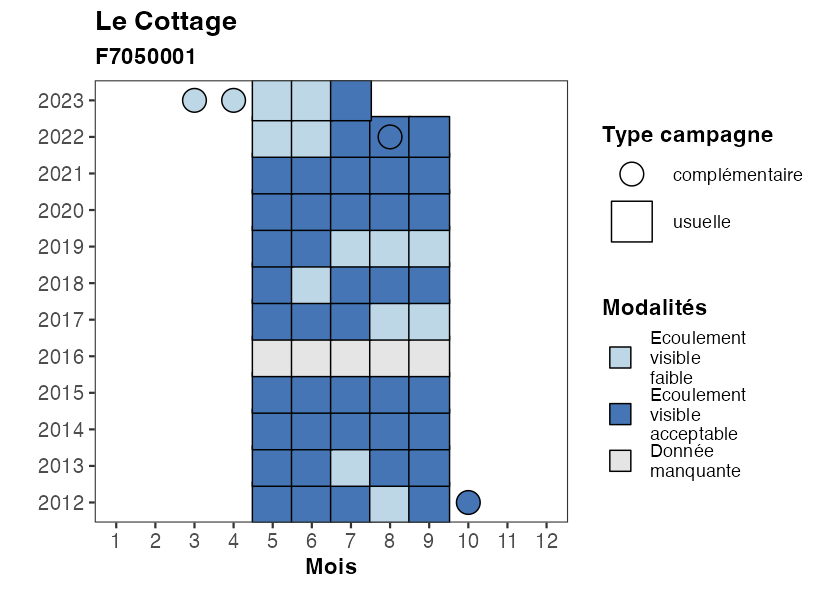 Le Cottage
F7050001
2023
2022
2021
2020
2019
2018
2017
2016
2015
2014
2013
2012
1 2 3 4 5 6 7 8 9 10 11 12
Mois
Type campagne
complémentaire
usuelle
Modalités
Ecoulement
visible
faible
Ecoulement
visible
acceptable
Donnée
manquante